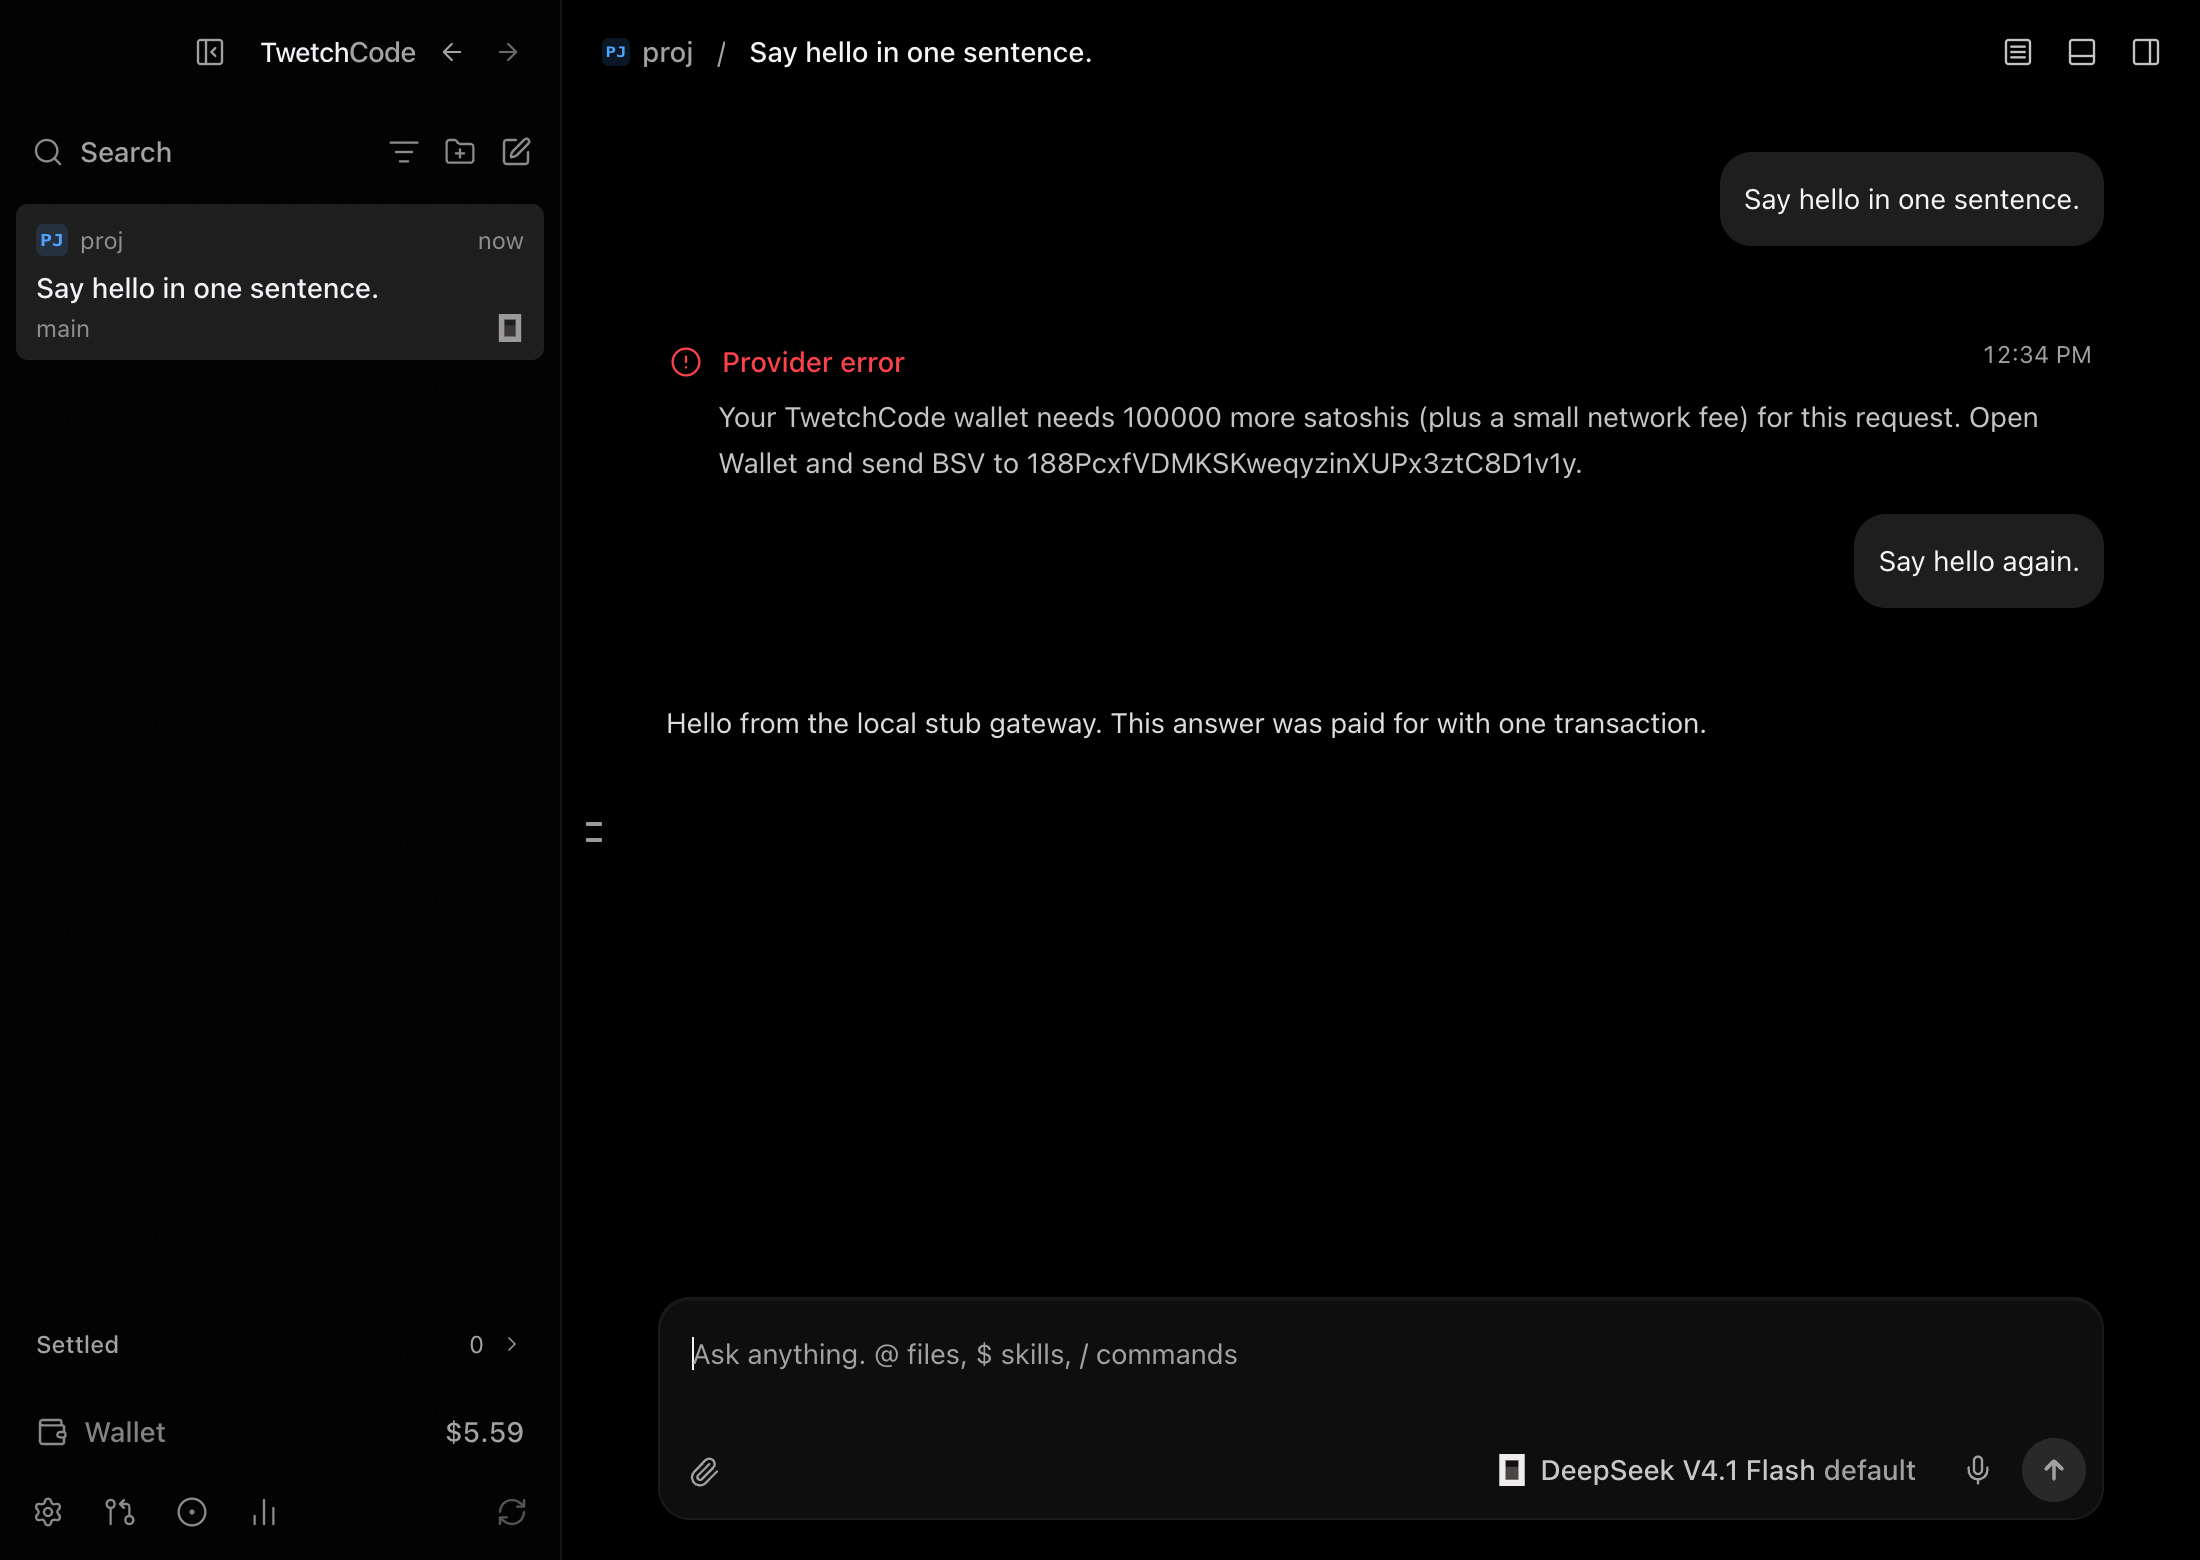 TwetchCode
PJ proj / Say hello in one sentence.
Search
PJ proj now
Say hello in one sentence.
main
Say hello in one sentence.
Provider error 12:34 PM
Your TwetchCode wallet needs 100000 more satoshis (plus a small network fee) for this request. Open
Wallet and send BSV to 188PcxfVDMKSKweqyzinXUPx3ztC8D1v1y.
Say hello again.
Hello from the local stub gateway. This answer was paid for with one transaction.
Settled 0
Wallet $5.59
Ask anything. @ files, $ skills, / commands
DeepSeek V4.1 Flash default